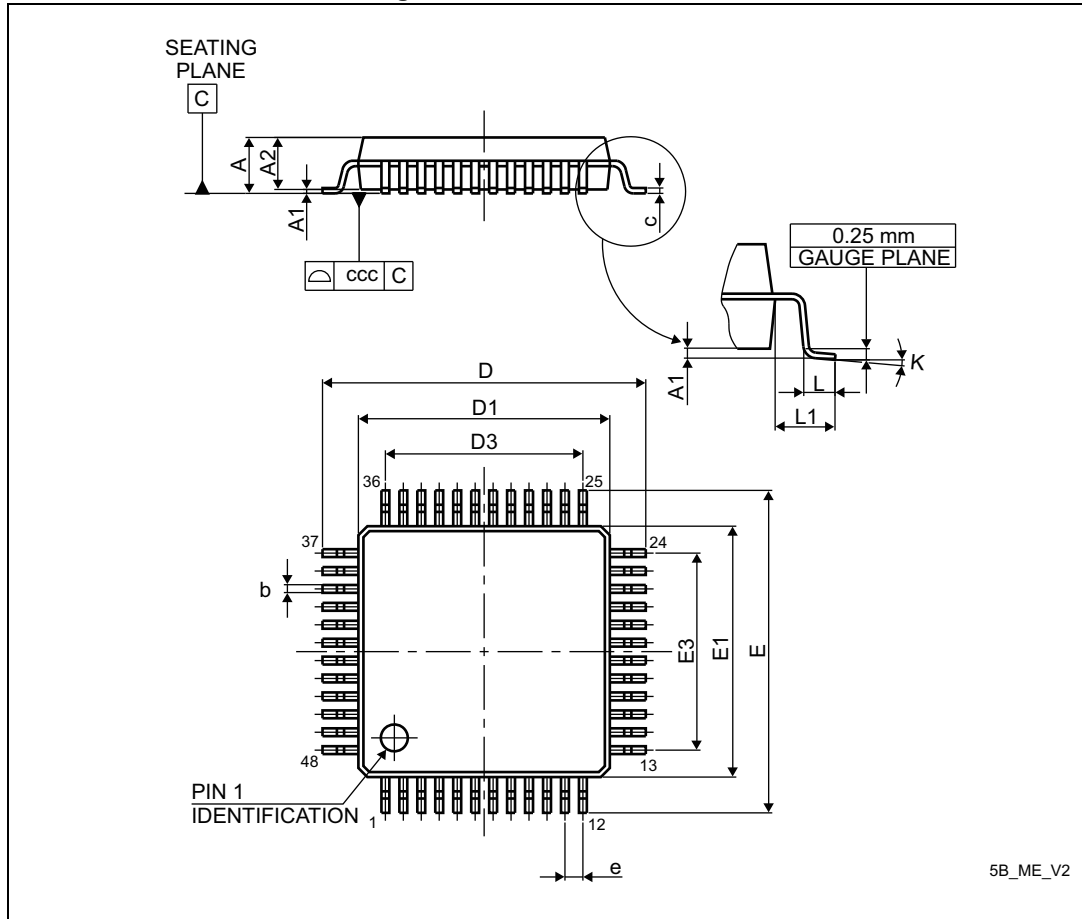 SEATING
PLANE
C
A
A2
A1
c
ccc C
0.25 mm
GAUGE PLANE
A1
K
L
L1
D
D1
D3
36
25
37
24
b
E3
E1
E
48
13
PIN 1
IDENTIFICATION
1
12
e
5B_ME_V2